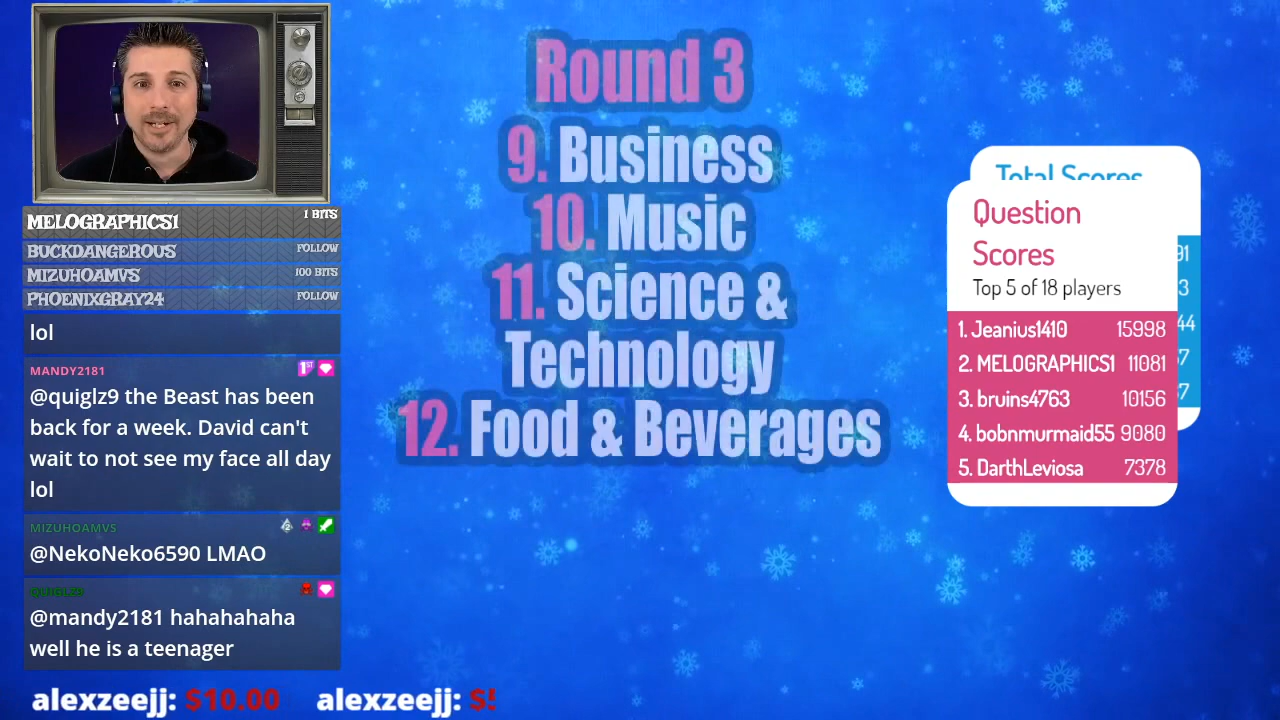 MELOGRAPHICS1 1 BITS
BUCKDANGEROUS FOLLOW
MIZUHOAMVS 100 BITS
PHOENIXGRAY24 FOLLOW
lol
MANDY2181
@quiglz9 the Beast has been
back for a week. David can't
wait to not see my face all day
lol
MIZUHOAMVS
@NekoNeko6590 LMAO
QUIGLZ9
@mandy2181 hahahahaha
well he is a teenager
alexzeejj: $10.00 alexzeejj: $!
Round 3
9. Business
10. Music
11. Science &
Technology
12. Food & Beverages
Total Scores
Question
Scores
Top 5 of 18 players
1. Jeanius1410 15998
2. MELOGRAPHICS1 11081
3. bruins4763 10156
4. bobnmurmaid55 9080
5. DarthLeviosa 7378